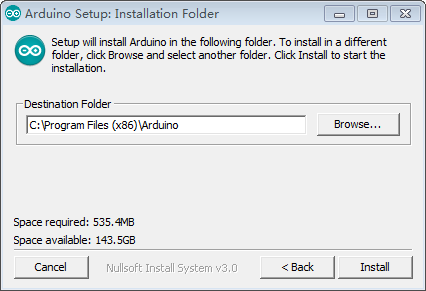 Arduino Setup: Installation Folder
Setup will install Arduino in the following folder. To install in a different
folder, click Browse and select another folder. Click Install to start the
installation.
Destination Folder
C:\Program Files (x86)\Arduino
Browse...
Space required: 535.4MB
Space available: 143.5GB
Cancel
Nullsoft Install System v3.0
< Back
Install